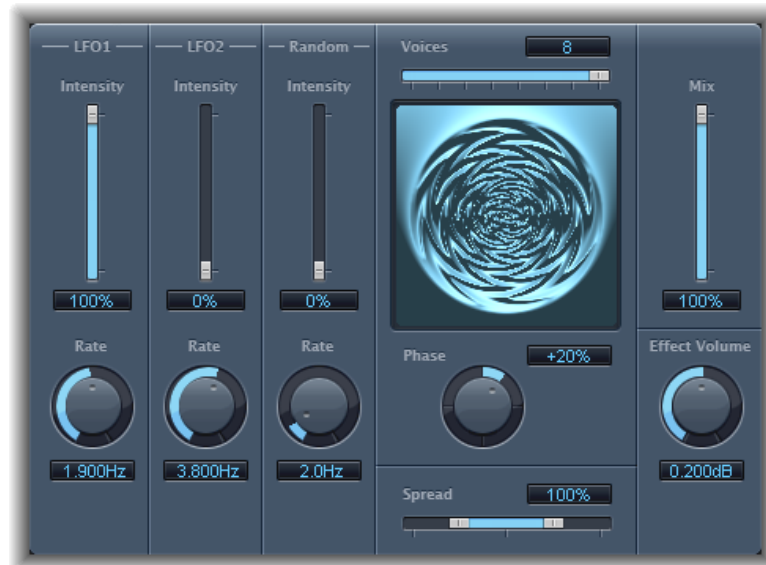 LFO1
Intensity
100%
Rate
1.900Hz
LFO2
Intensity
0%
Rate
3.800Hz
Random
Intensity
0%
Rate
2.0Hz
Voices 8
Phase +20%
Spread 100%
Mix
100%
Effect Volume
0.200dB